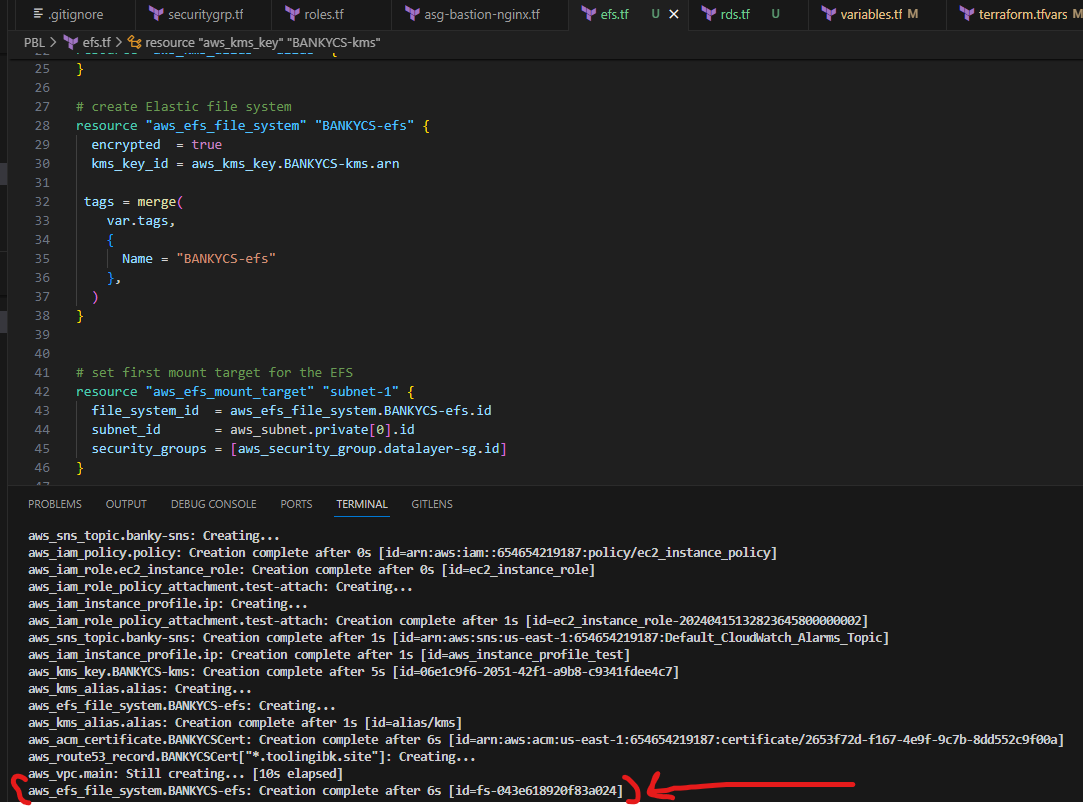 .gitignore securitygrp.tf roles.tf asg-bastion-nginx.tf efs.tf U rds.tf U variables.tf M terraform.tfvars M
PBL > efs.tf > resource "aws_kms_key" "BANKYCS-kms"
25 }
26
27 # create Elastic file system
28 resource "aws_efs_file_system" "BANKYCS-efs" {
29 encrypted = true
30 kms_key_id = aws_kms_key.BANKYCS-kms.arn
31
32 tags = merge(
33 var.tags,
34 {
35 Name = "BANKYCS-efs"
36 },
37 )
38 }
39
40
41 # set first mount target for the EFS
42 resource "aws_efs_mount_target" "subnet-1" {
43 file_system_id = aws_efs_file_system.BANKYCS-efs.id
44 subnet_id = aws_subnet.private[0].id
45 security_groups = [aws_security_group.datalayer-sg.id]
46 }
PROBLEMS OUTPUT DEBUG CONSOLE PORTS TERMINAL GITLENS
aws_sns_topic.banky-sns: Creating...
aws_iam_policy.policy: Creation complete after 0s [id=arn:aws:iam::654654219187:policy/ec2_instance_policy]
aws_iam_role.ec2_instance_role: Creation complete after 0s [id=ec2_instance_role]
aws_iam_role_policy_attachment.test-attach: Creating...
aws_iam_instance_profile.ip: Creating...
aws_iam_role_policy_attachment.test-attach: Creation complete after 1s [id=ec2_instance_role-20240415132823645800000002]
aws_sns_topic.banky-sns: Creation complete after 1s [id=arn:aws:sns:us-east-1:654654219187:Default_CloudWatch_Alarms_Topic]
aws_iam_instance_profile.ip: Creation complete after 1s [id=aws_instance_profile_test]
aws_kms_key.BANKYCS-kms: Creation complete after 5s [id=06e1c9f6-2051-42f1-a9b8-c9341fdee4c7]
aws_kms_alias.alias: Creating...
aws_efs_file_system.BANKYCS-efs: Creating...
aws_kms_alias.alias: Creation complete after 1s [id=alias/kms]
aws_acm_certificate.BANKYCSCert: Creation complete after 6s [id=arn:aws:acm:us-east-1:654654219187:certificate/2653f72d-f167-4e9f-9c7b-8dd552c9f00a]
aws_route53_record.BANKYCSCert["*.toolingibk.site"]: Creating...
aws_vpc.main: Still creating... [10s elapsed]
aws_efs_file_system.BANKYCS-efs: Creation complete after 6s [id=fs-043e618920f83a024]